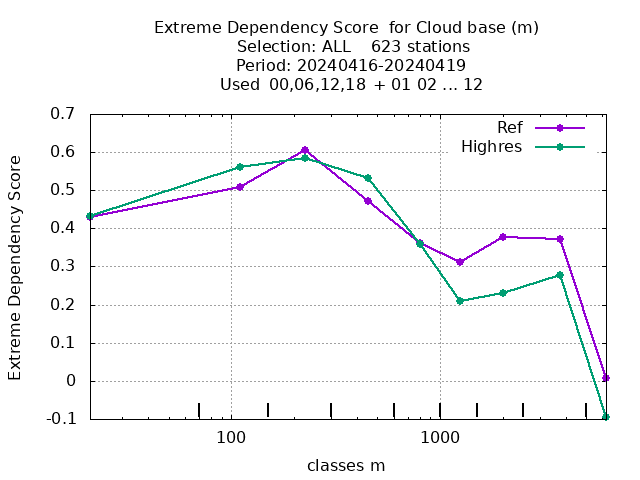 Extreme Dependency Score  for Cloud base (m)
Selection: ALL    623 stations
Period: 20240416-20240419
Used  00,06,12,18  + 01 02 ... 12
Ref
Highres
0.7
0.6
0.5
0.4
0.3
0.2
0.1
0
-0.1
Extreme Dependency Score
100
1000
classes m